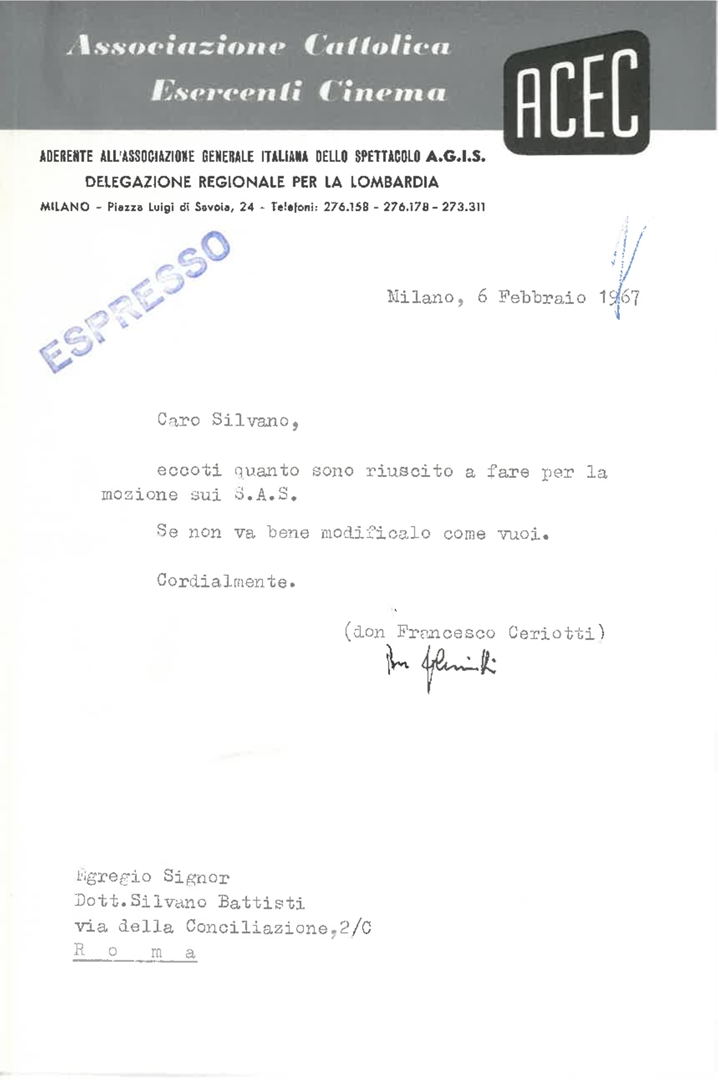 Associazione Cattolica
Esercenti Cinema
ACEC
ADERENTE ALL'ASSOCIAZIONE GENERALE ITALIANA DELLO SPETTACOLO A.G.I.S.
DELEGAZIONE REGIONALE PER LA LOMBARDIA
MILANO - Piazza Luigi di Savoia, 24 - Telefoni: 276.158 - 276.178 - 273.311
ESPRESSO
Milano, 6 Febbraio 1967
Caro Silvano,
eccoti quanto sono riuscito a fare per la
mozione sui S.A.S.
Se non va bene modificalo come vuoi.
Cordialmente.
(don Francesco Ceriotti)
Egregio Signor
Dott.Silvano Battisti
via della Conciliazione,2/C
R o m a